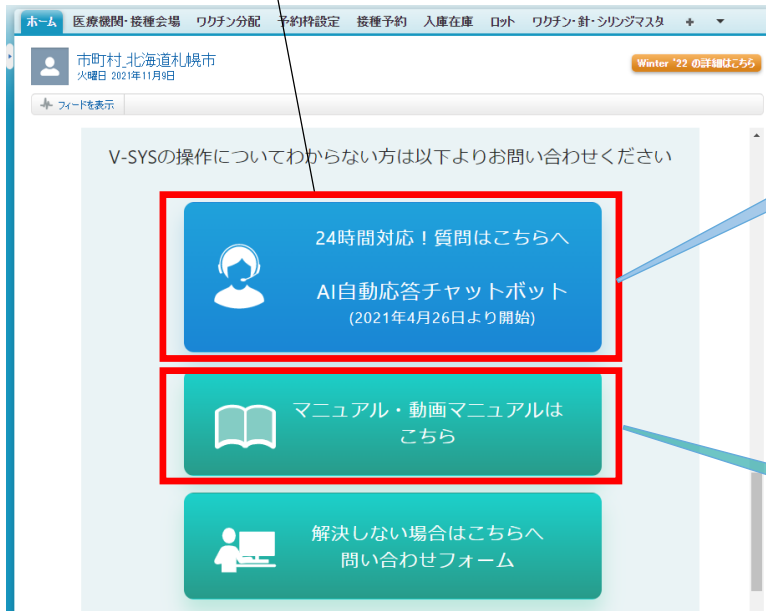 ホーム 医療機関・接種会場 ワクチン分配 予約枠設定 接種予約 入庫在庫 ロット ワクチン・針・シリンジマスタ +
市町村_北海道札幌市
火曜日 2021年11月9日
Winter '22 の詳細はこちら
フィードを表示
V-SYSの操作についてわからない方は以下よりお問い合わせください
24時間対応!質問はこちらへ
AI自動応答チャットボット
(2021年4月26日より開始)
マニュアル・動画マニュアルは
こちら
解決しない場合はこちらへ
問い合わせフォーム